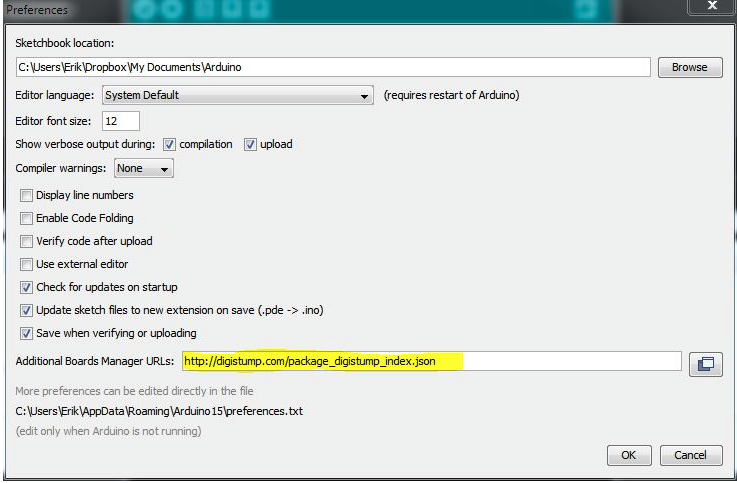 Preferences
X
Sketchbook location:
C:\Users\Erik\Dropbox\My Documents\Arduino Browse
Editor language: System Default (requires restart of Arduino)
Editor font size: 12
Show verbose output during: compilation upload
Compiler warnings: None
Display line numbers
Enable Code Folding
Verify code after upload
Use external editor
Check for updates on startup
Update sketch files to new extension on save (.pde -> .ino)
Save when verifying or uploading
Additional Boards Manager URLs: http://digistump.com/package_digistump_index.json
More preferences can be edited directly in the file
C:\Users\Erik\AppData\Roaming\Arduino15\preferences.txt
(edit only when Arduino is not running)
OK Cancel